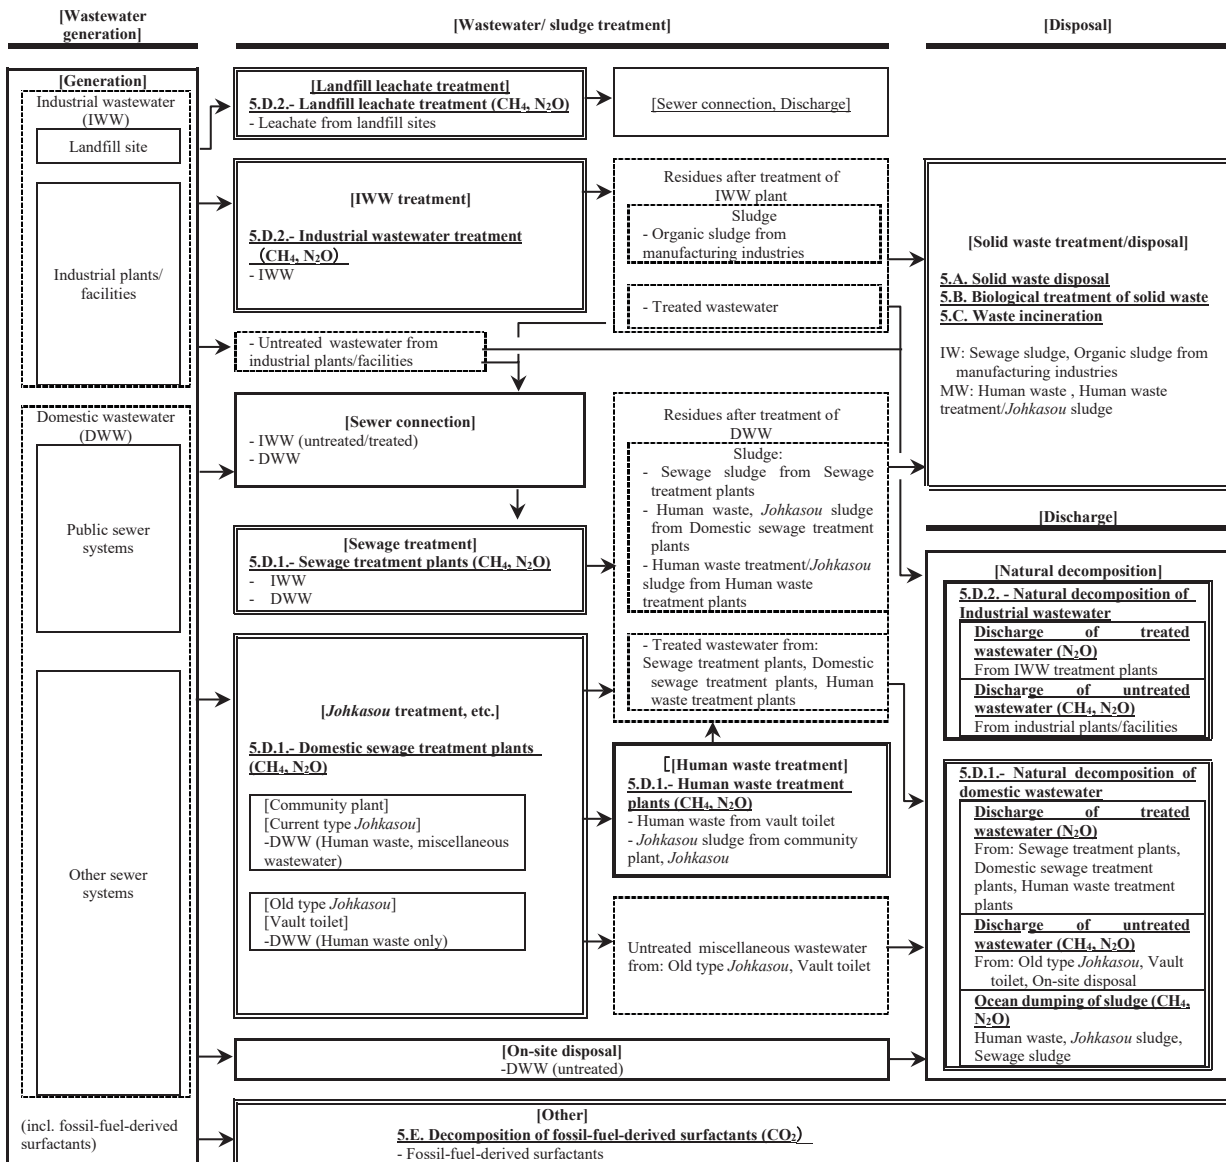 [Wastewater
generation]
[Wastewater/ sludge treatment]
[Disposal]
[Generation]
Industrial wastewater
(IWW)
Landfill site
Industrial plants/
facilities
Domestic wastewater
(DWW)
Public sewer
systems
Other sewer
systems
(incl. fossil-fuel-derived
surfactants)
[Landfill leachate treatment]
5.D.2.- Landfill leachate treatment (CH₄, N₂O)
- Leachate from landfill sites
[Sewer connection, Discharge]
[IWW treatment]
5.D.2.- Industrial wastewater treatment
(CH₄, N₂O)
- IWW
Residues after treatment of
IWW plant
Sludge
- Organic sludge from
manufacturing industries
- Treated wastewater
- Untreated wastewater from
industrial plants/facilities
[Sewer connection]
- IWW (untreated/treated)
- DWW
[Sewage treatment]
5.D.1.- Sewage treatment plants (CH₄, N₂O)
- IWW
- DWW
Residues after treatment of
DWW
Sludge:
- Sewage sludge from Sewage
treatment plants
- Human waste, Johkasou sludge
from Domestic sewage treatment
plants
- Human waste treatment/Johkasou
sludge from Human waste
treatment plants
- Treated wastewater from:
Sewage treatment plants, Domestic
sewage treatment plants, Human
waste treatment plants
[Johkasou treatment, etc.]
5.D.1.- Domestic sewage treatment plants
(CH₄, N₂O)
[Community plant]
[Current type Johkasou]
-DWW (Human waste, miscellaneous
wastewater)
[Old type Johkasou]
[Vault toilet]
-DWW (Human waste only)
[[Human waste treatment]
5.D.1.- Human waste treatment
plants (CH₄, N₂O)
- Human waste from vault toilet
- Johkasou sludge from community
plant, Johkasou
Untreated miscellaneous wastewater
from: Old type Johkasou, Vault toilet
[On-site disposal]
-DWW (untreated)
[Other]
5.E. Decomposition of fossil-fuel-derived surfactants (CO₂)
- Fossil-fuel-derived surfactants
[Solid waste treatment/disposal]
5.A. Solid waste disposal
5.B. Biological treatment of solid waste
5.C. Waste incineration
IW: Sewage sludge, Organic sludge from
manufacturing industries
MW: Human waste , Human waste
treatment/Johkasou sludge
[Discharge]
[Natural decomposition]
5.D.2. - Natural decomposition of
Industrial wastewater
Discharge of treated
wastewater (N₂O)
From IWW treatment plants
Discharge of untreated
wastewater (CH₄, N₂O)
From industrial plants/facilities
5.D.1.- Natural decomposition of
domestic wastewater
Discharge of treated
wastewater (N₂O)
From: Sewage treatment plants,
Domestic sewage treatment
plants, Human waste treatment
plants
Discharge of untreated
wastewater (CH₄, N₂O)
From: Old type Johkasou, Vault
toilet, On-site disposal
Ocean dumping of sludge (CH₄,
N₂O)
Human waste, Johkasou sludge,
Sewage sludge